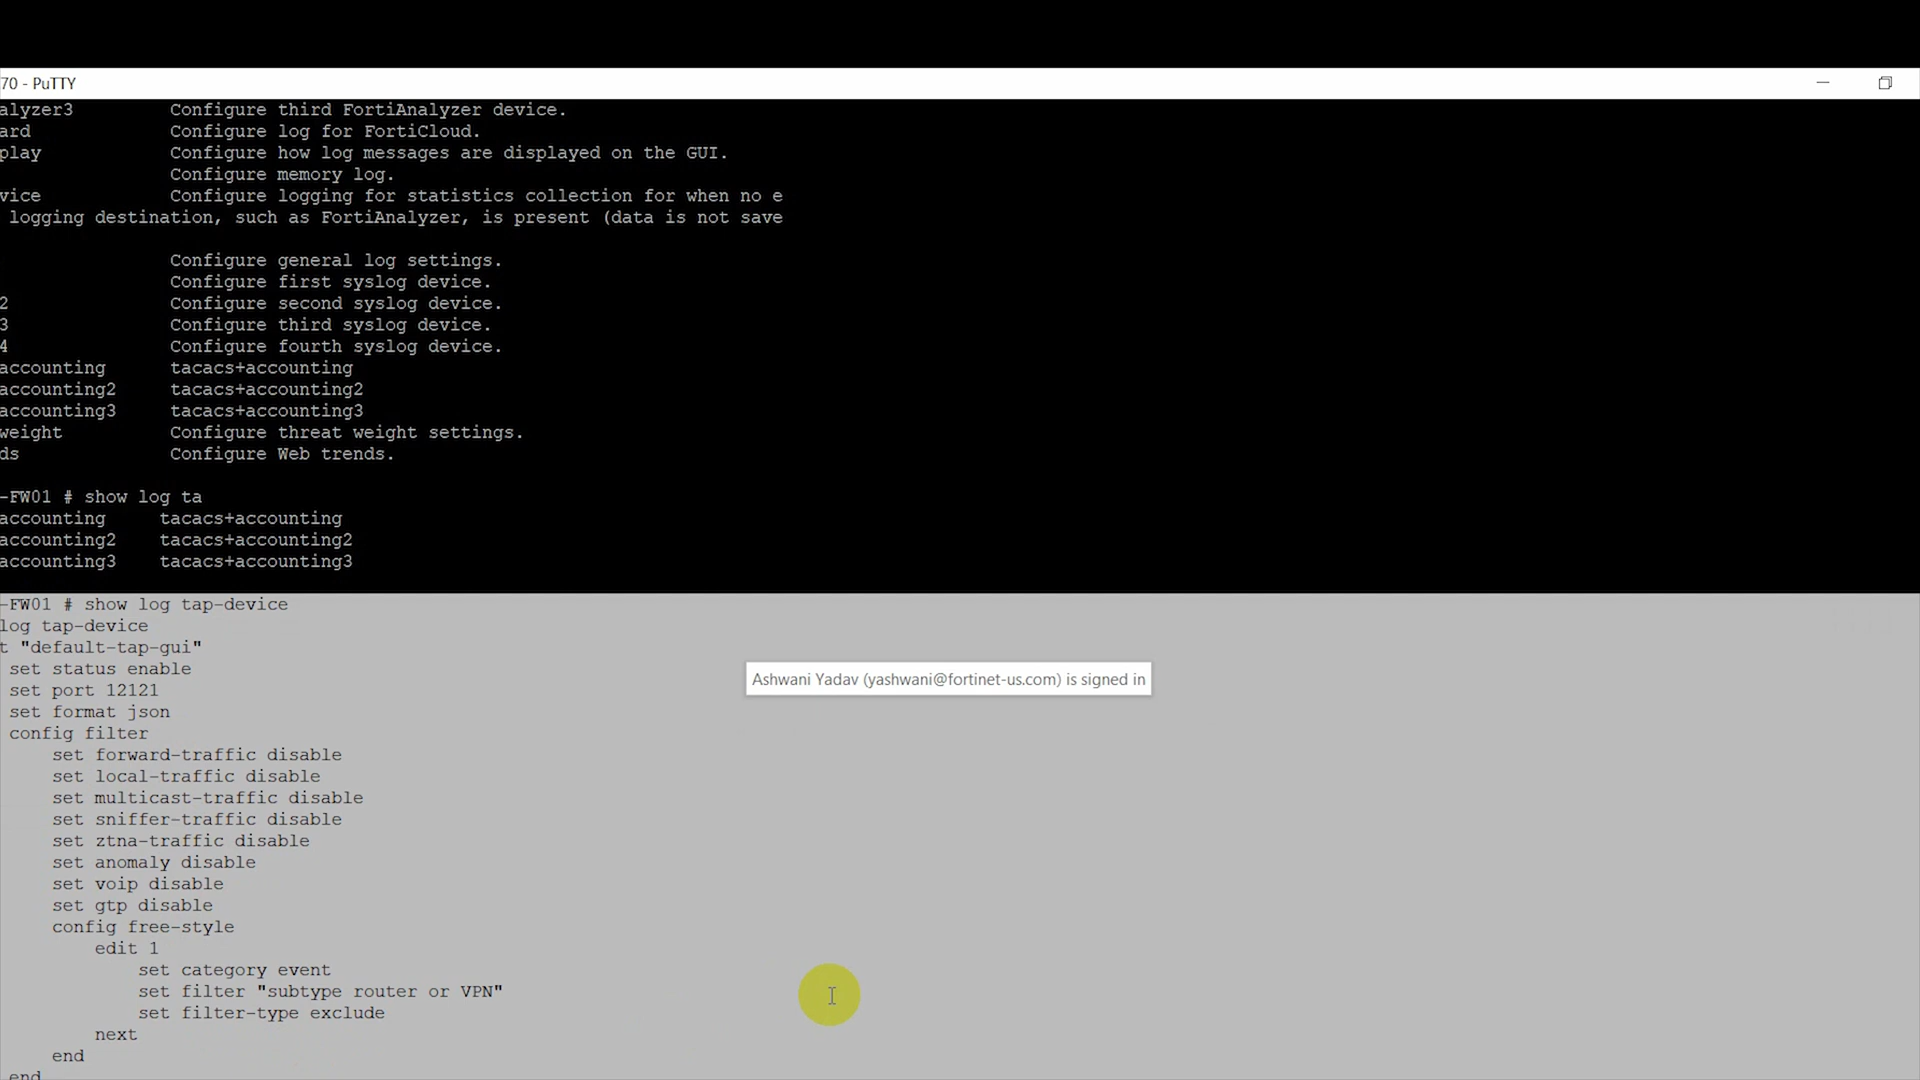 70 - PuTTY
alyzer3 Configure third FortiAnalyzer device.
ard Configure log for FortiCloud.
play Configure how log messages are displayed on the GUI.
Configure memory log.
vice Configure logging for statistics collection for when no e
logging destination, such as FortiAnalyzer, is present (data is not save
Configure general log settings.
Configure first syslog device.
2 Configure second syslog device.
3 Configure third syslog device.
4 Configure fourth syslog device.
accounting tacacs+accounting
accounting2 tacacs+accounting2
accounting3 tacacs+accounting3
weight Configure threat weight settings.
ds Configure Web trends.
-FW01 # show log ta
accounting tacacs+accounting
accounting2 tacacs+accounting2
accounting3 tacacs+accounting3
-FW01 # show log tap-device
log tap-device
t "default-tap-gui"
set status enable
Ashwani Yadav (yashwani@fortinet-us.com) is signed in
set port 12121
set format json
config filter
set forward-traffic disable
set local-traffic disable
set multicast-traffic disable
set sniffer-traffic disable
set ztna-traffic disable
set anomaly disable
set voip disable
set gtp disable
config free-style
edit 1
set category event
set filter "subtype router or VPN"
set filter-type exclude
next
end
end